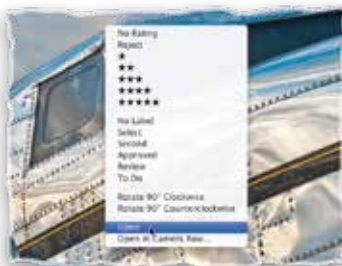 No Rating
Reject
★
★★
★★★
★★★★
★★★★★
No Label
Select
Second
Approved
Review
To Do
Rotate 90° Clockwise
Rotate 90° Counterclockwise
Open
Open in Camera Raw...